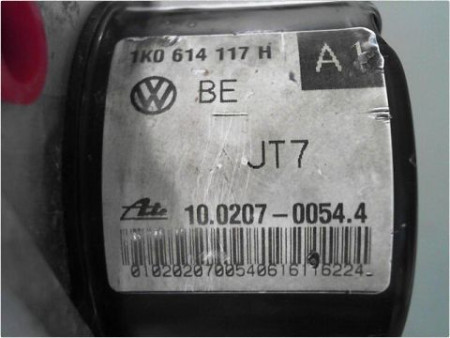 1K0 614 117 H
BE
JT7
Ate 10.0207-0054.4
0102020700540616116224